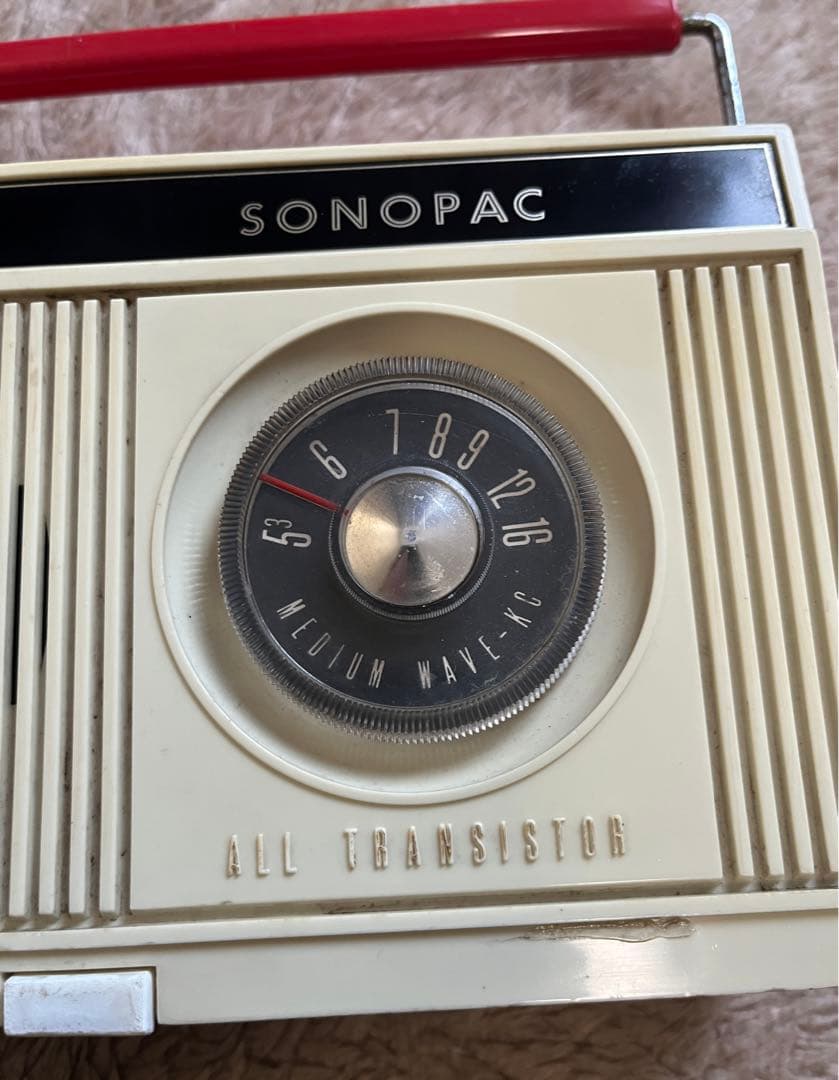 SONOPAC
5³ 6 7 8 9 12 16
MEDIUM WAVE-KC
ALL TRANSISTOR